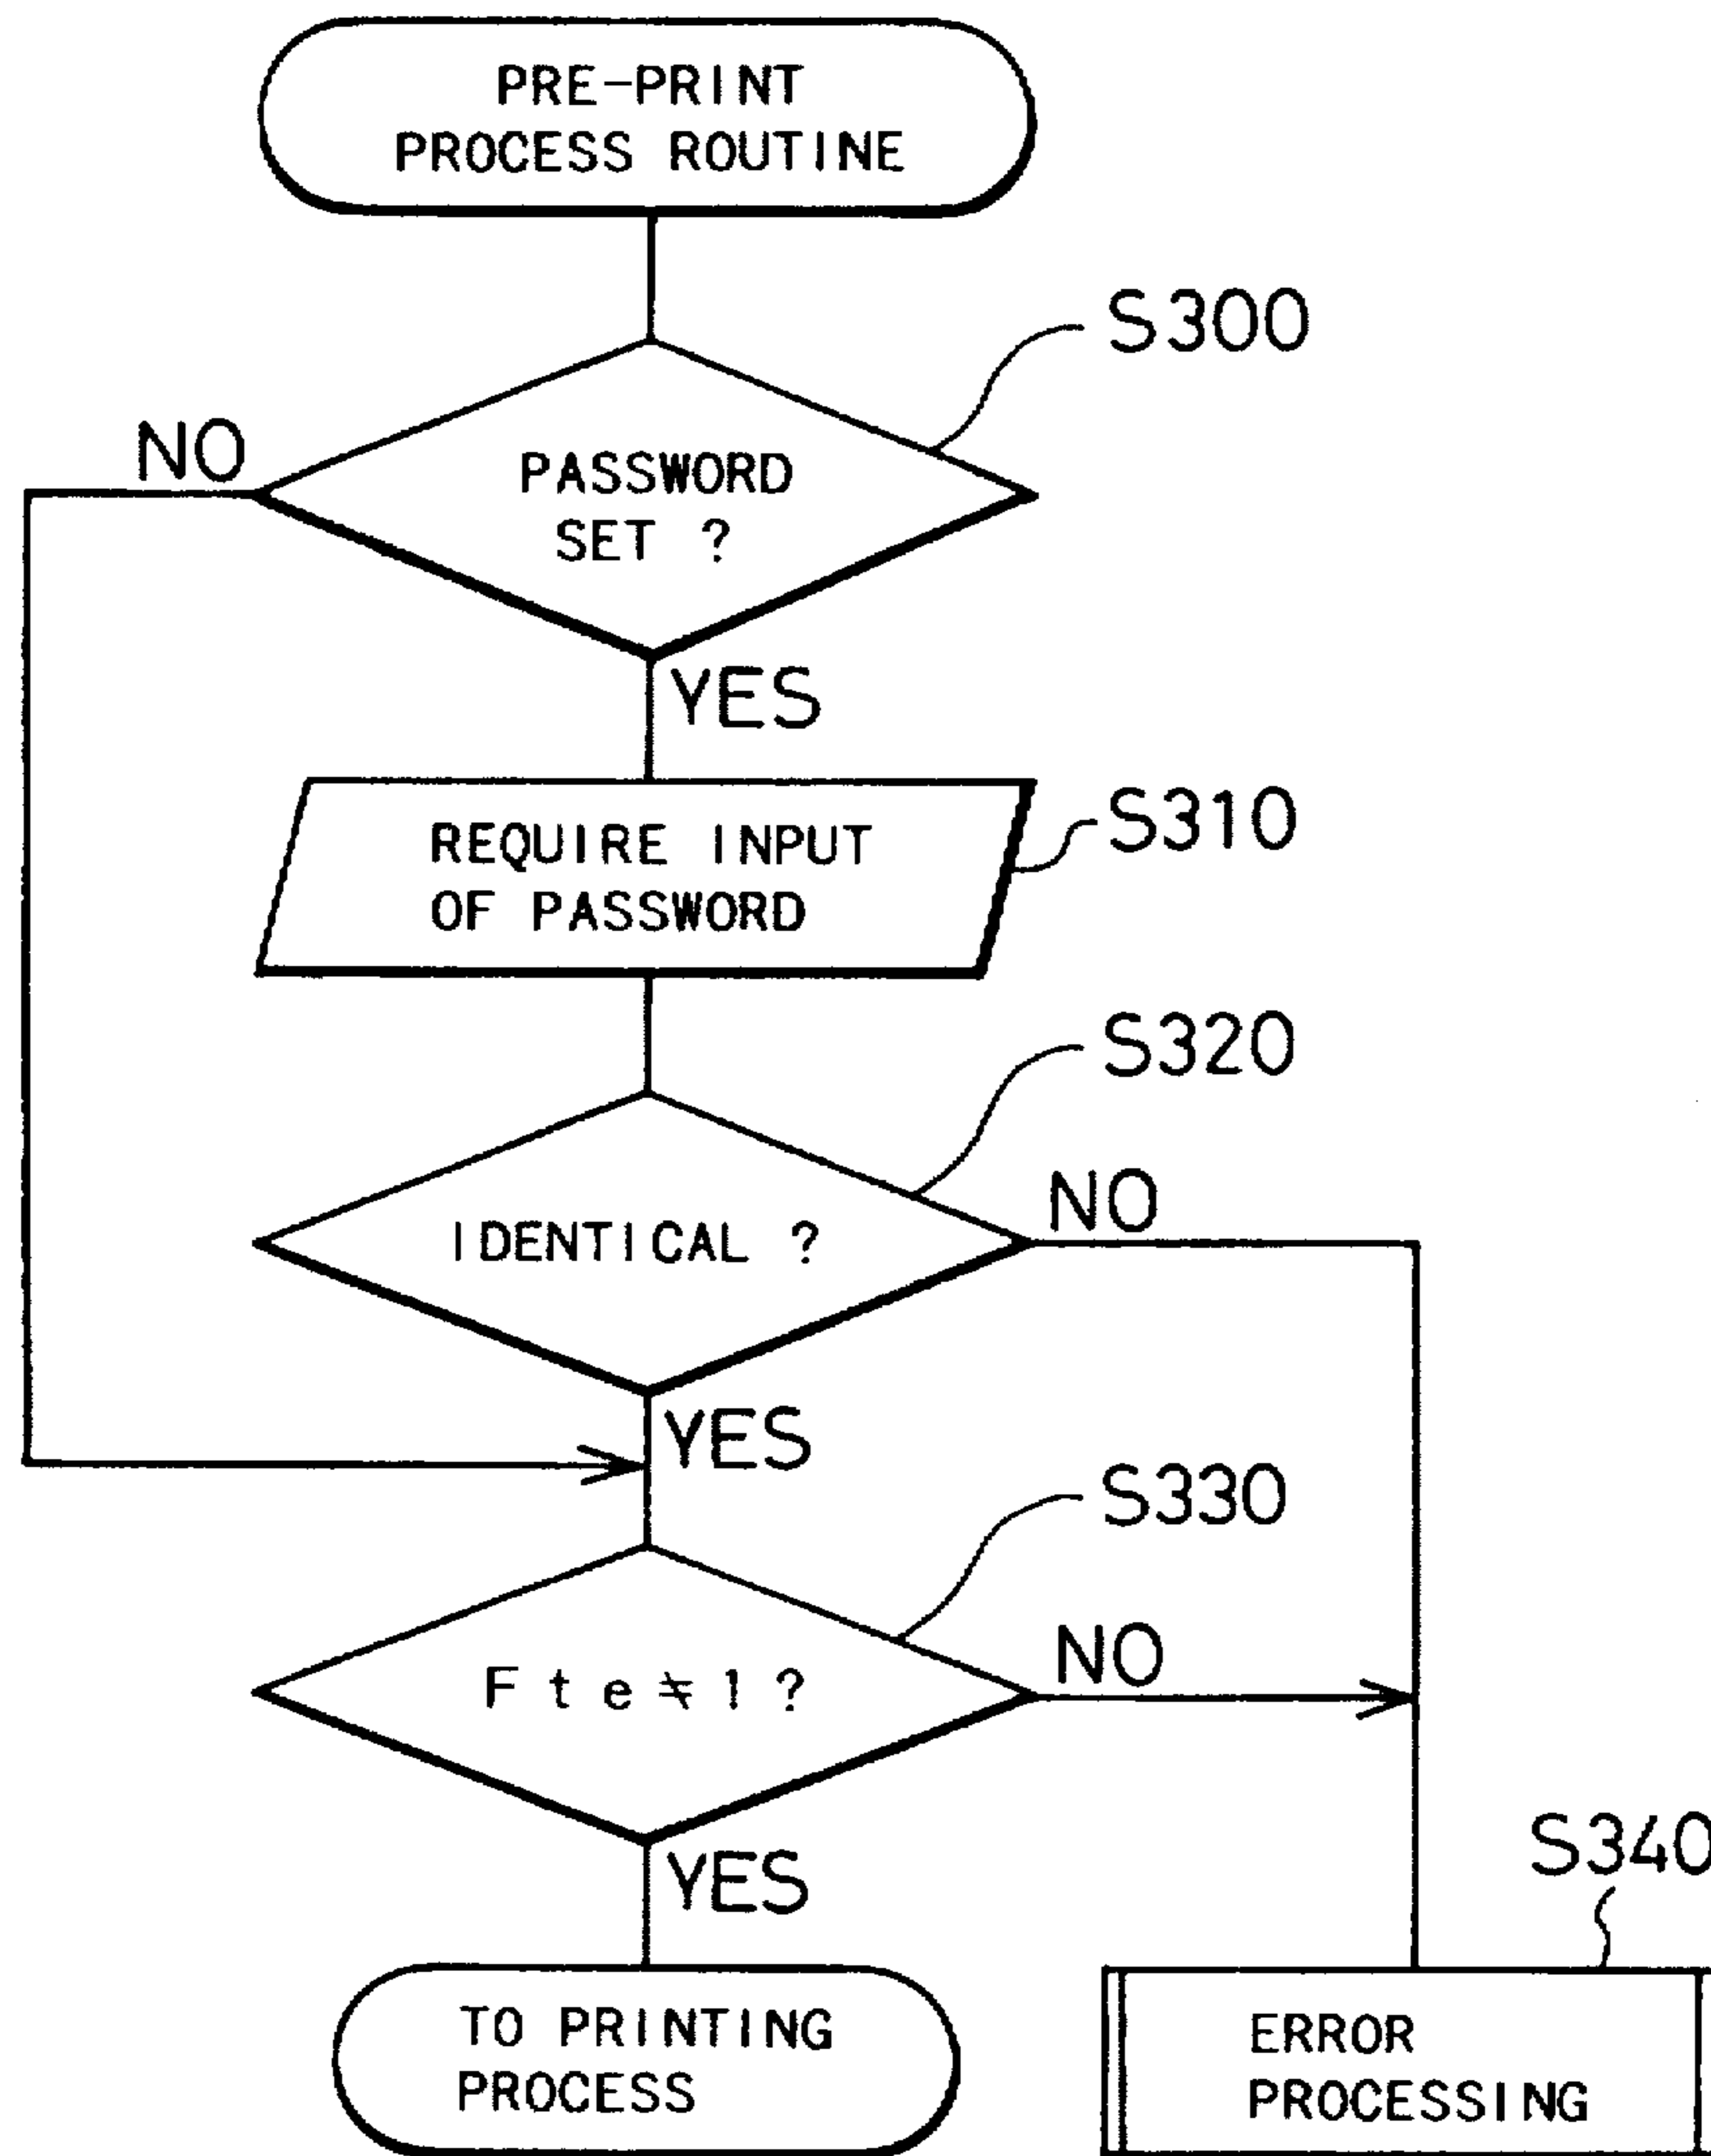 PRE-PRINT
PROCESS ROUTINE
S300
NO
PASSWORD
SET ?
YES
S310
REQUIRE INPUT
OF PASSWORD
S320
NO
IDENTICAL ?
YES
S330
NO
Fte≠1?
YES
S340
TO PRINTING
PROCESS
ERROR
PROCESSING